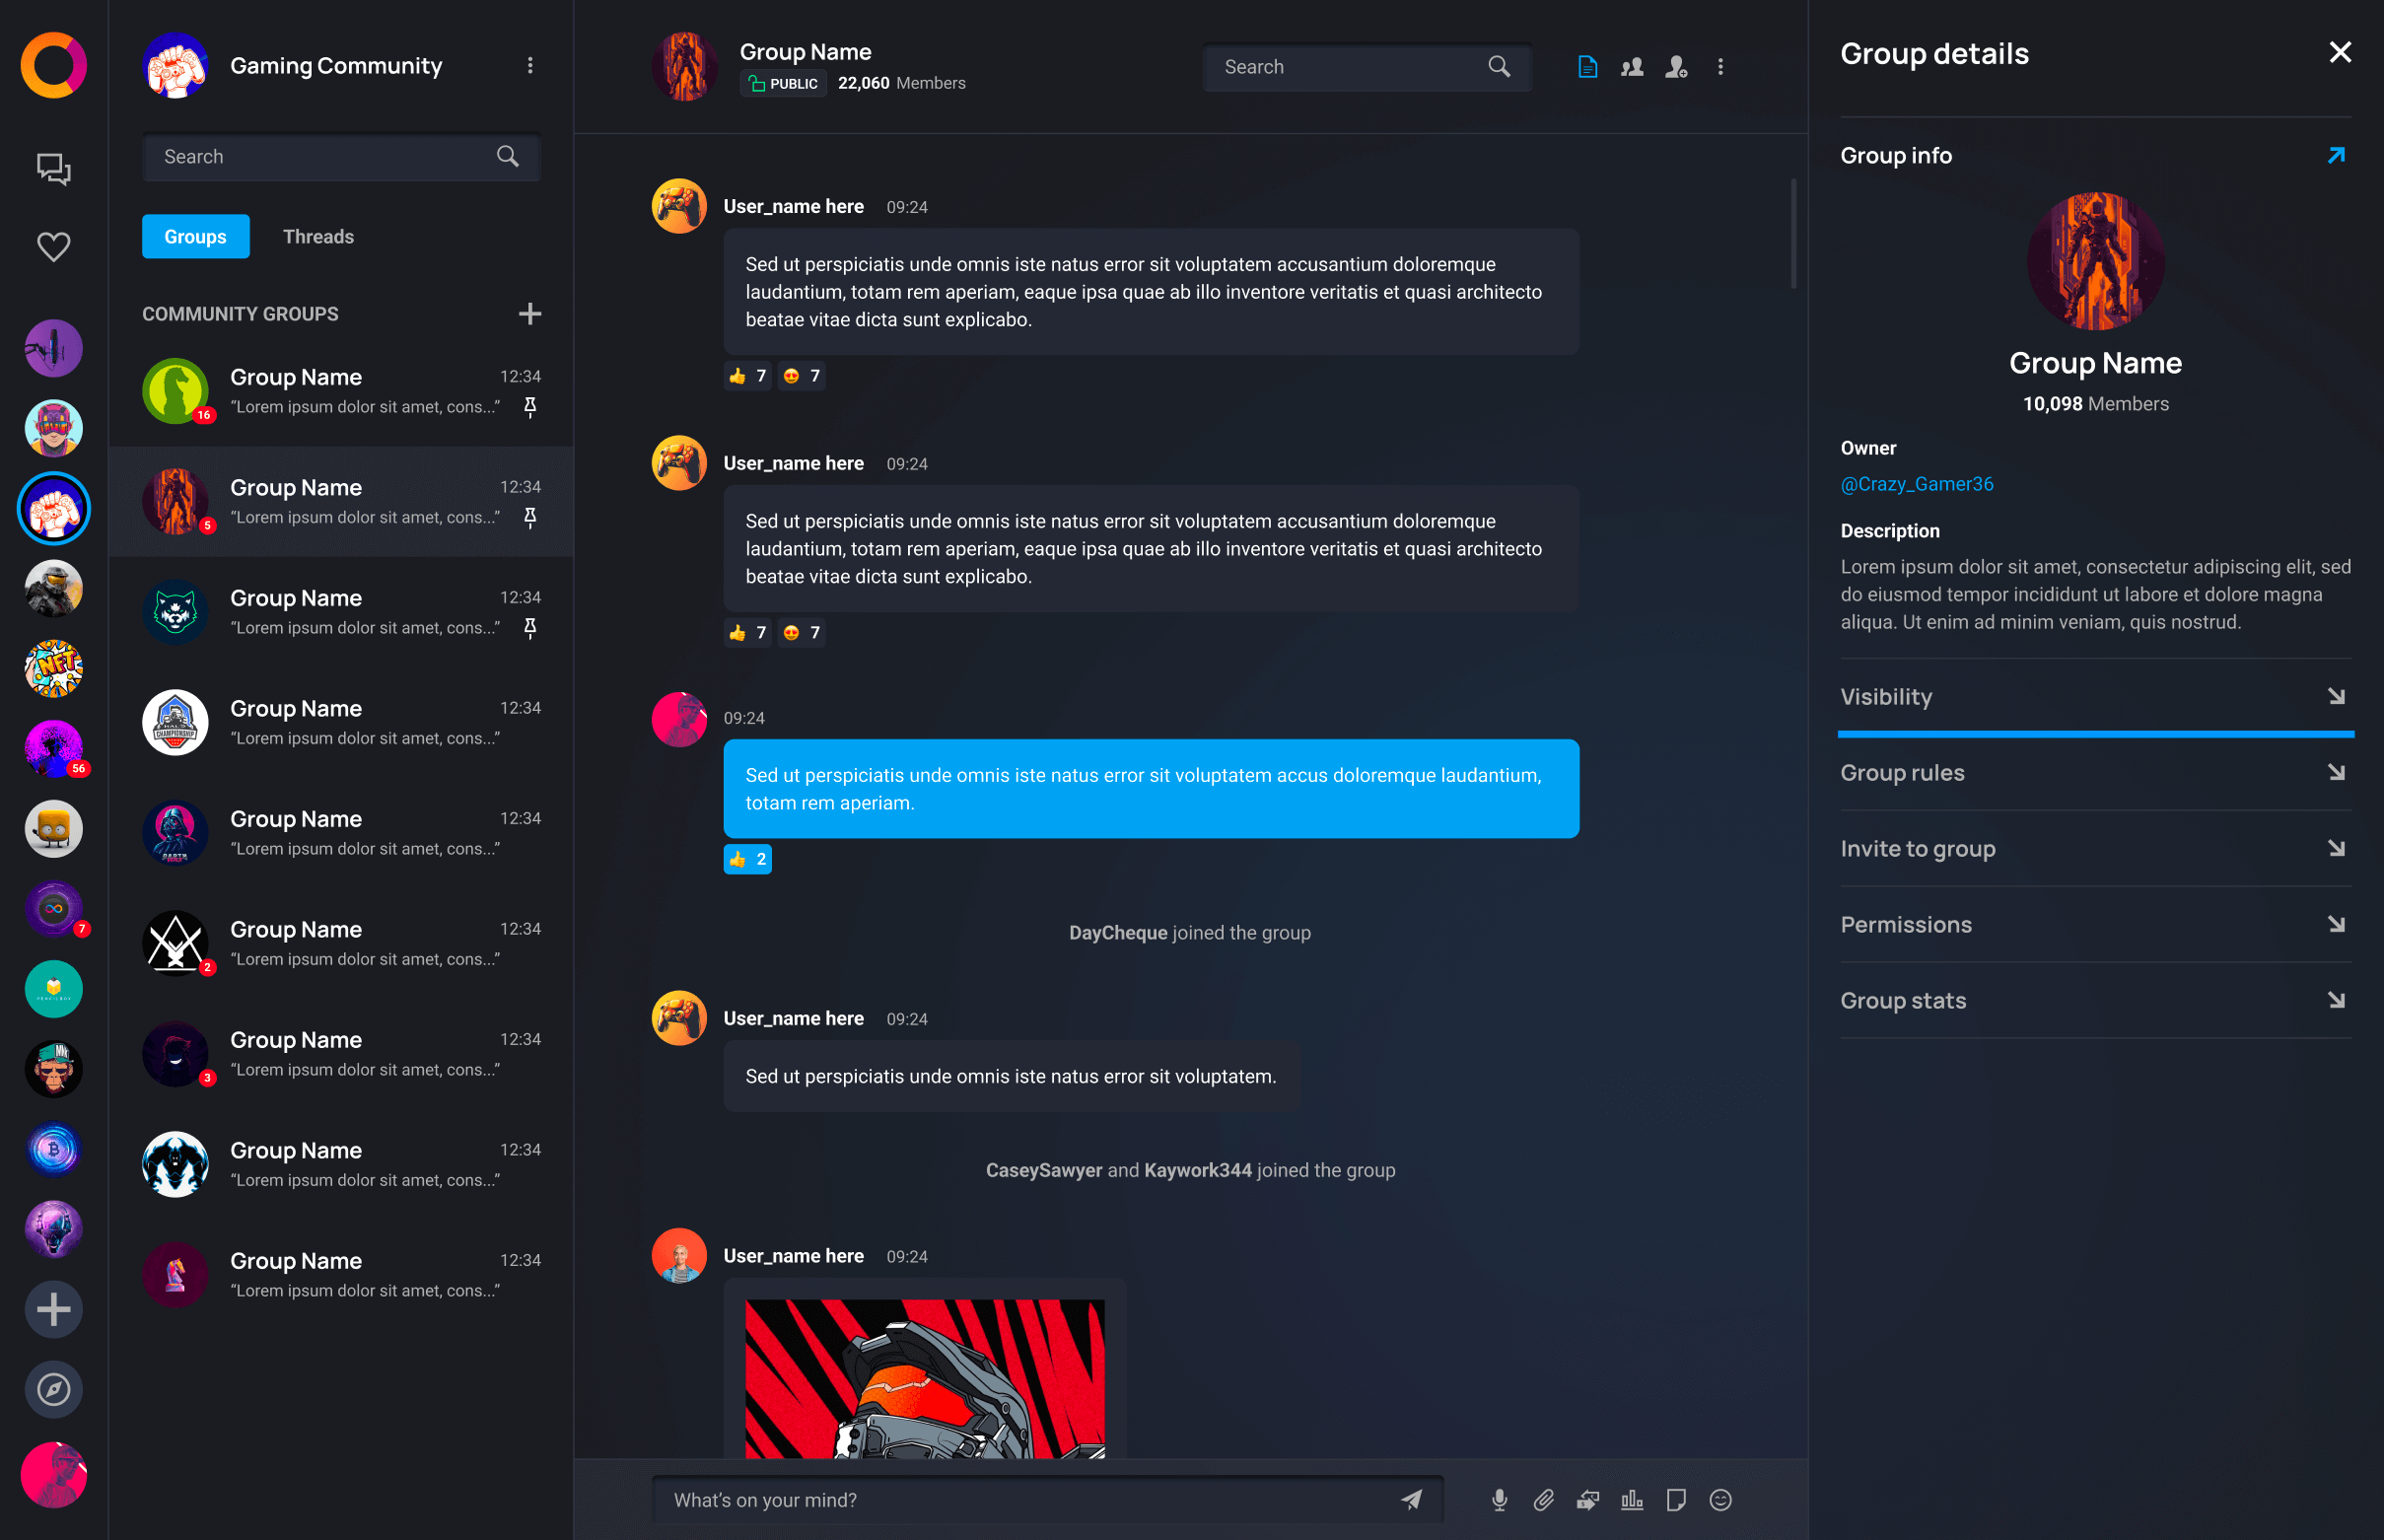 Gaming Community
Search
Groups
Threads
COMMUNITY GROUPS
Group Name
12:34
“Lorem ipsum dolor sit amet, cons...”
16
Group Name
12:34
“Lorem ipsum dolor sit amet, cons...”
5
Group Name
12:34
“Lorem ipsum dolor sit amet, cons...”
Group Name
12:34
“Lorem ipsum dolor sit amet, cons...”
HALO
CHAMPIONSHIP
Group Name
12:34
“Lorem ipsum dolor sit amet, cons...”
DARTH
Group Name
12:34
“Lorem ipsum dolor sit amet, cons...”
2
Group Name
12:34
“Lorem ipsum dolor sit amet, cons...”
3
Group Name
12:34
“Lorem ipsum dolor sit amet, cons...”
Group Name
12:34
“Lorem ipsum dolor sit amet, cons...”
NFT
56
7
PENCILBOX
Group Name
PUBLIC
22,060 Members
Search
User_name here 09:24
Sed ut perspiciatis unde omnis iste natus error sit voluptatem accusantium doloremque
laudantium, totam rem aperiam, eaque ipsa quae ab illo inventore veritatis et quasi architecto
beatae vitae dicta sunt explicabo.
👍 7 😍 7
User_name here 09:24
Sed ut perspiciatis unde omnis iste natus error sit voluptatem accusantium doloremque
laudantium, totam rem aperiam, eaque ipsa quae ab illo inventore veritatis et quasi architecto
beatae vitae dicta sunt explicabo.
👍 7 😍 7
09:24
Sed ut perspiciatis unde omnis iste natus error sit voluptatem accus doloremque laudantium,
totam rem aperiam.
👍 2
DayCheque joined the group
User_name here 09:24
Sed ut perspiciatis unde omnis iste natus error sit voluptatem.
CaseySawyer and Kaywork344 joined the group
User_name here 09:24
What’s on your mind?
Group details
Group info
Group Name
10,098 Members
Owner
@Crazy_Gamer36
Description
Lorem ipsum dolor sit amet, consectetur adipiscing elit, sed
do eiusmod tempor incididunt ut labore et dolore magna
aliqua. Ut enim ad minim veniam, quis nostrud.
Visibility
Group rules
Invite to group
Permissions
Group stats